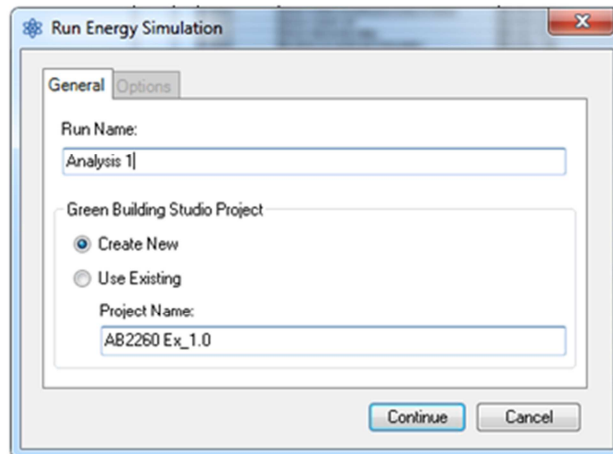 Run Energy Simulation
General Options
Run Name:
Analysis 1
Green Building Studio Project
Create New
Use Existing
Project Name:
AB2260 Ex_1.0
Continue Cancel